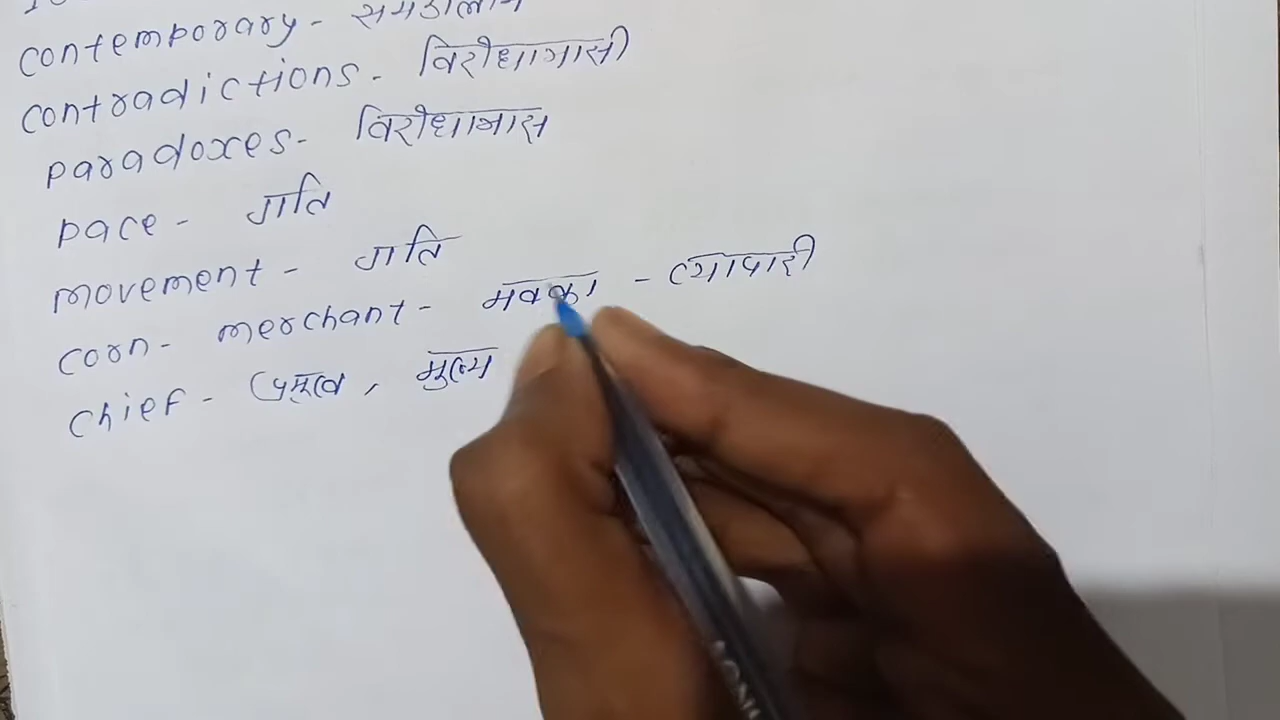 contemporary - समकालीन
contradictions - विरोधाभासी
paradoxes - विरोधाभास
pace - गति
movement - गति
corn - merchant - मक्का - व्यापारी
chief - प्रमुख , मुख्य